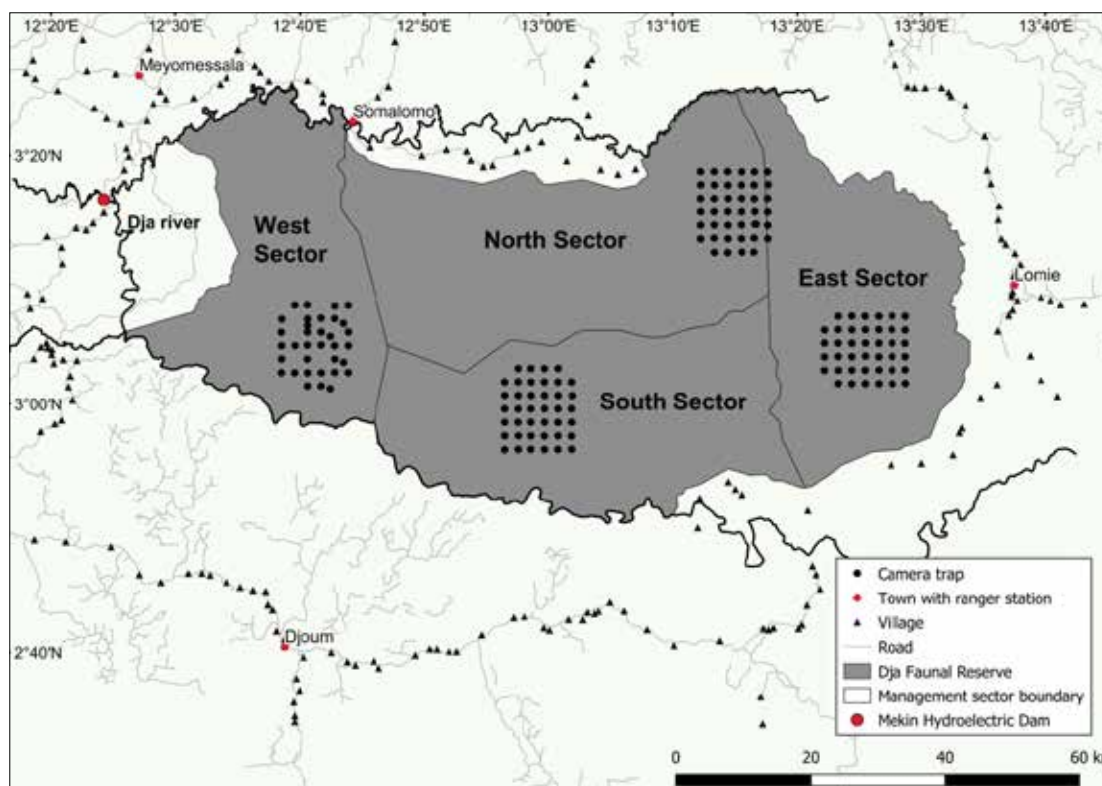 12°20'E 12°30'E 12°40'E 12°50'E 13°00'E 13°10'E 13°20'E 13°30'E 13°40'E
Meyomessala
Somalomo
3°20'N
Dja river
West
Sector
North Sector
East Sector
Lomie
3°00'N
South Sector
Camera trap
Town with ranger station
Village
Road
Dja Faunal Reserve
Management sector boundary
Mekin Hydroelectric Dam
Djoum
2°40'N
0 20 40 60 km